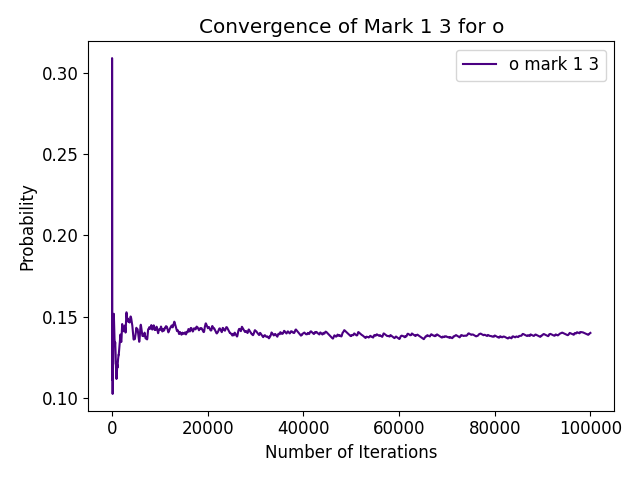 Convergence of Mark 1 3 for o
o mark 1 3
0.30
0.25
0.20
0.15
0.10
Probability
0
20000
40000
60000
80000
100000
Number of Iterations